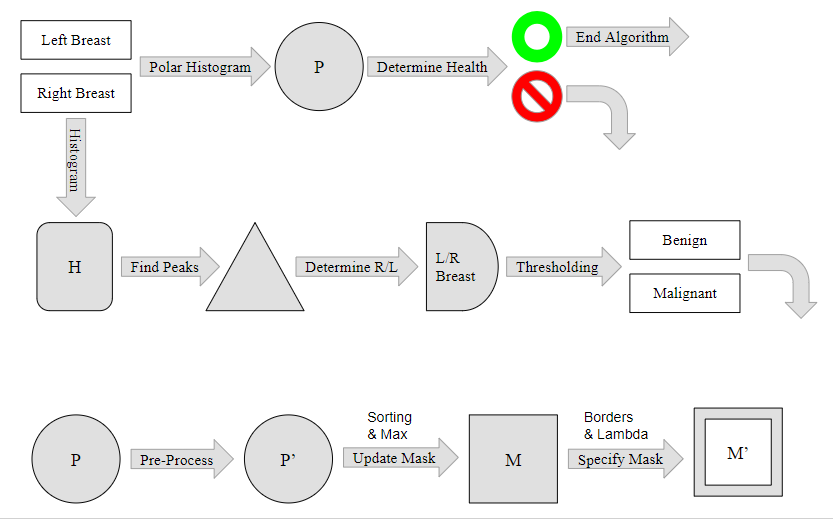 Left Breast
Right Breast
Polar Histogram
P
Determine Health
End Algorithm
Histogram
H
Find Peaks
Determine R/L
L/R
Breast
Thresholding
Benign
Malignant
P
Pre-Process
P’
Sorting
& Max
Update Mask
M
Borders
& Lambda
Specify Mask
M’